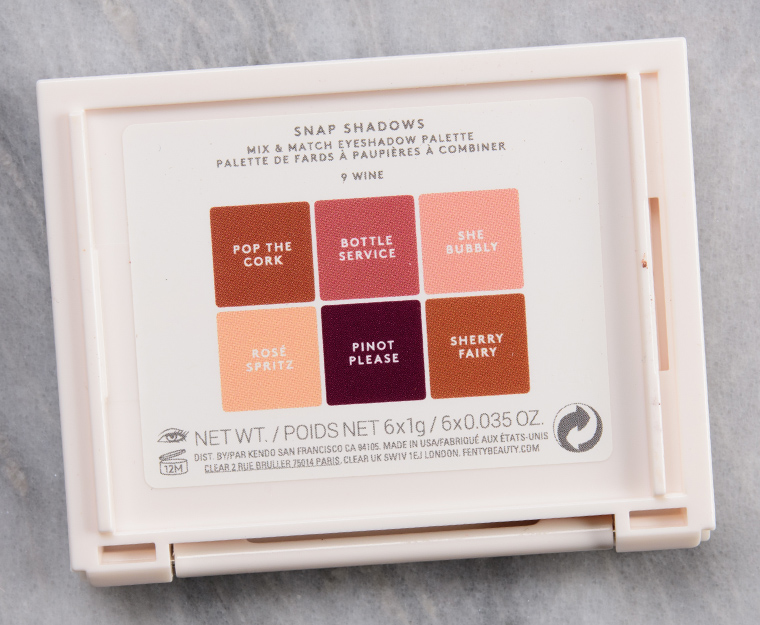 SNAP SHADOWS
MIX & MATCH EYESHADOW PALETTE
PALETTE DE FARDS À PAUPIÈRES À COMBINER
9 WINE
POP THE
CORK
BOTTLE
SERVICE
SHE
BUBBLY
ROSÉ
SPRITZ
PINOT
PLEASE
SHERRY
FAIRY
NET WT. / POIDS NET 6x1g / 6x0.035 OZ.
12M
DIST. BY/PAR KENDO SAN FRANCISCO CA 94105. MADE IN USA/FABRIQUÉ AUX ÉTATS-UNIS
CLEAR 2 RUE BRULLER 75014 PARIS, CLEAR UK SW1V 1EJ LONDON. FENTYBEAUTY.COM